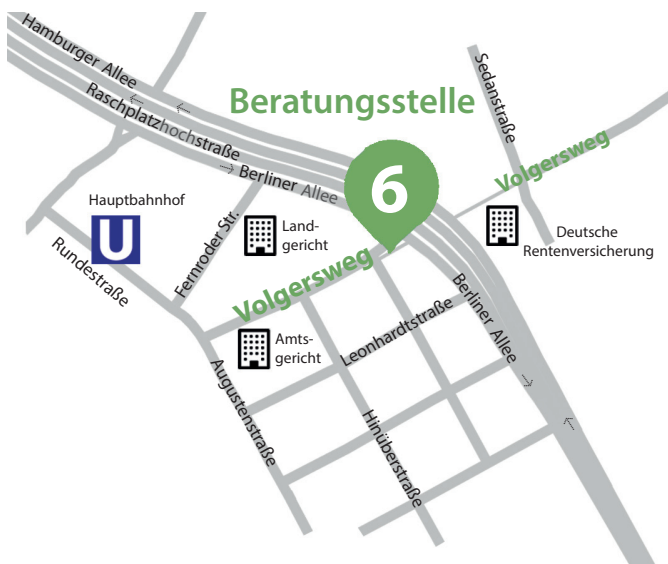 Hamburger Allee
Raschplatzhochstraße
Berliner Allee
Beratungsstelle
6
Sedanstraße
Volgersweg
Hauptbahnhof
U
Rundestraße
Fernroder Str.
Land-
gericht
Deutsche
Rentenversicherung
Volgersweg
Amts-
gericht
Leonhardtstraße
Berliner Allee
Augustenstraße
Hinüberstraße